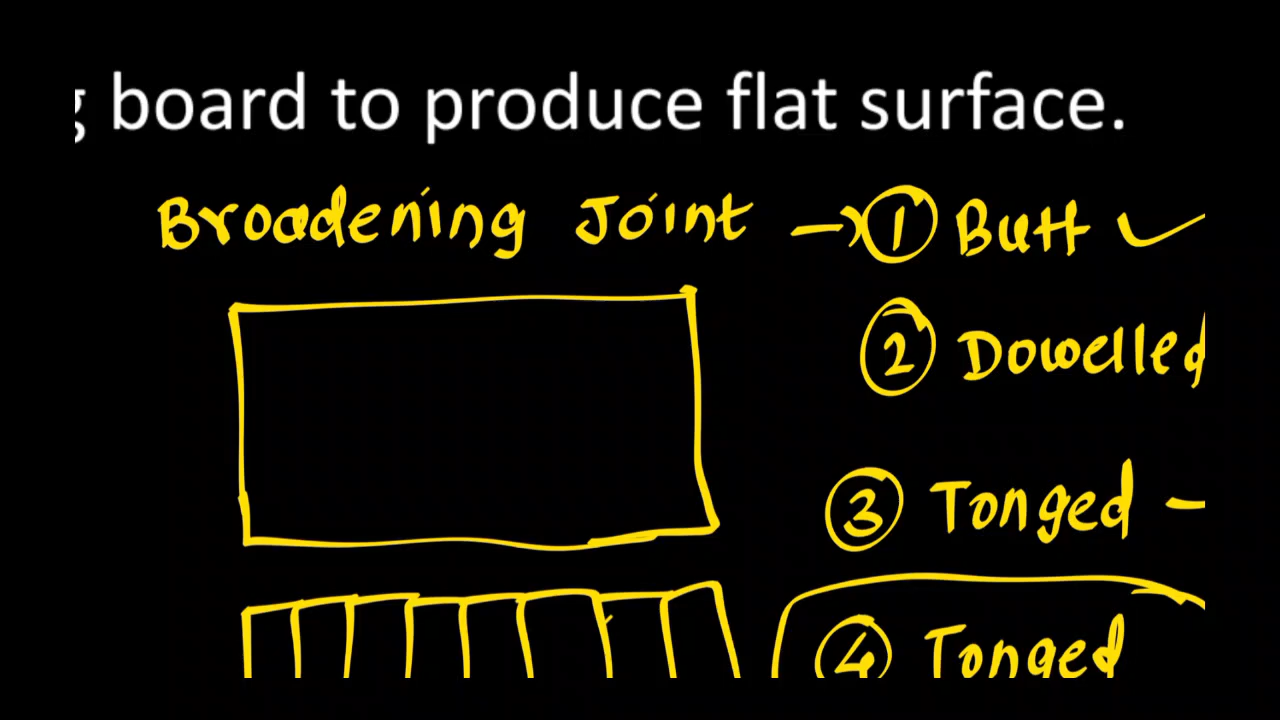 board to produce flat surface.
Broadening Joint → 1 Butt ✓
2 Dowelled
3 Tonged -
4 Tonged